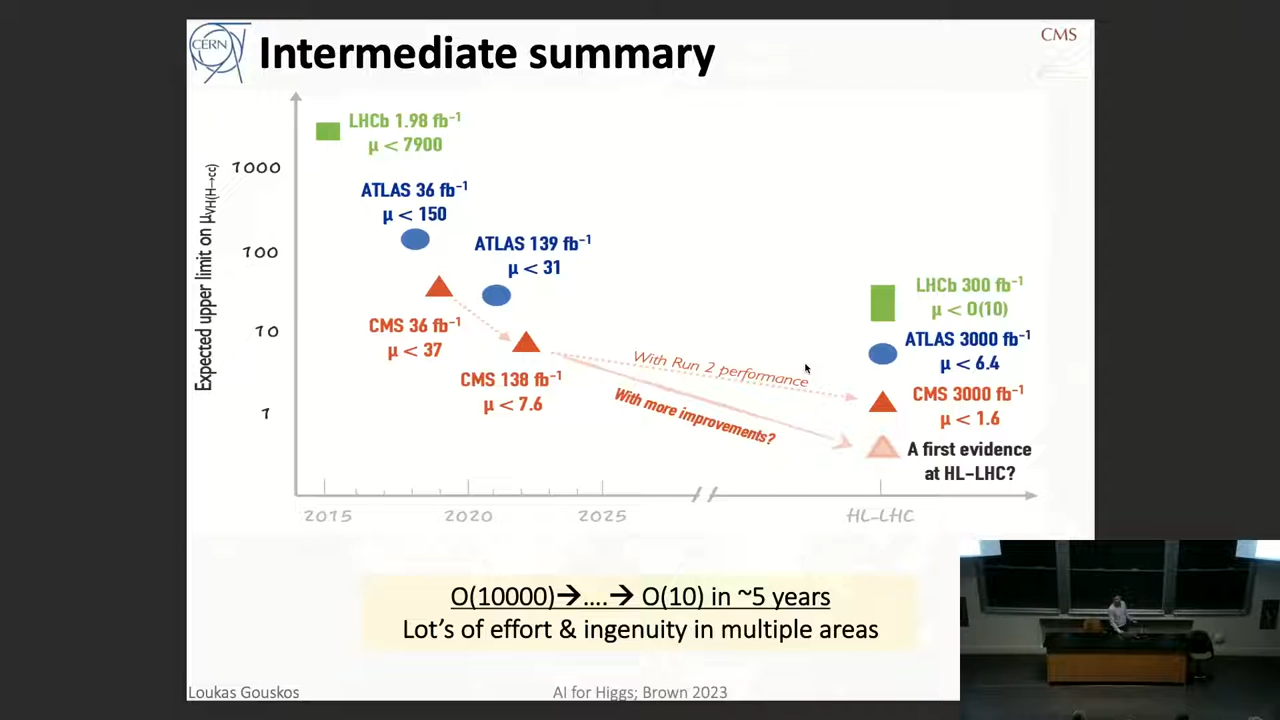 CERN
Intermediate summary
CMS
Expected upper limit on μVH(H→cc)
1000
100
10
1
LHCb 1.98 fb⁻¹
μ < 7900
ATLAS 36 fb⁻¹
μ < 150
ATLAS 139 fb⁻¹
μ < 31
CMS 36 fb⁻¹
μ < 37
CMS 138 fb⁻¹
μ < 7.6
With Run 2 performance
With more improvements?
LHCb 300 fb⁻¹
μ < O(10)
ATLAS 3000 fb⁻¹
μ < 6.4
CMS 3000 fb⁻¹
μ < 1.6
A first evidence
at HL-LHC?
2015
2020
2025
HL-LHC
O(10000)→....→ O(10) in ~5 years
Lot's of effort & ingenuity in multiple areas
Loukas Gouskos
AI for Higgs; Brown 2023